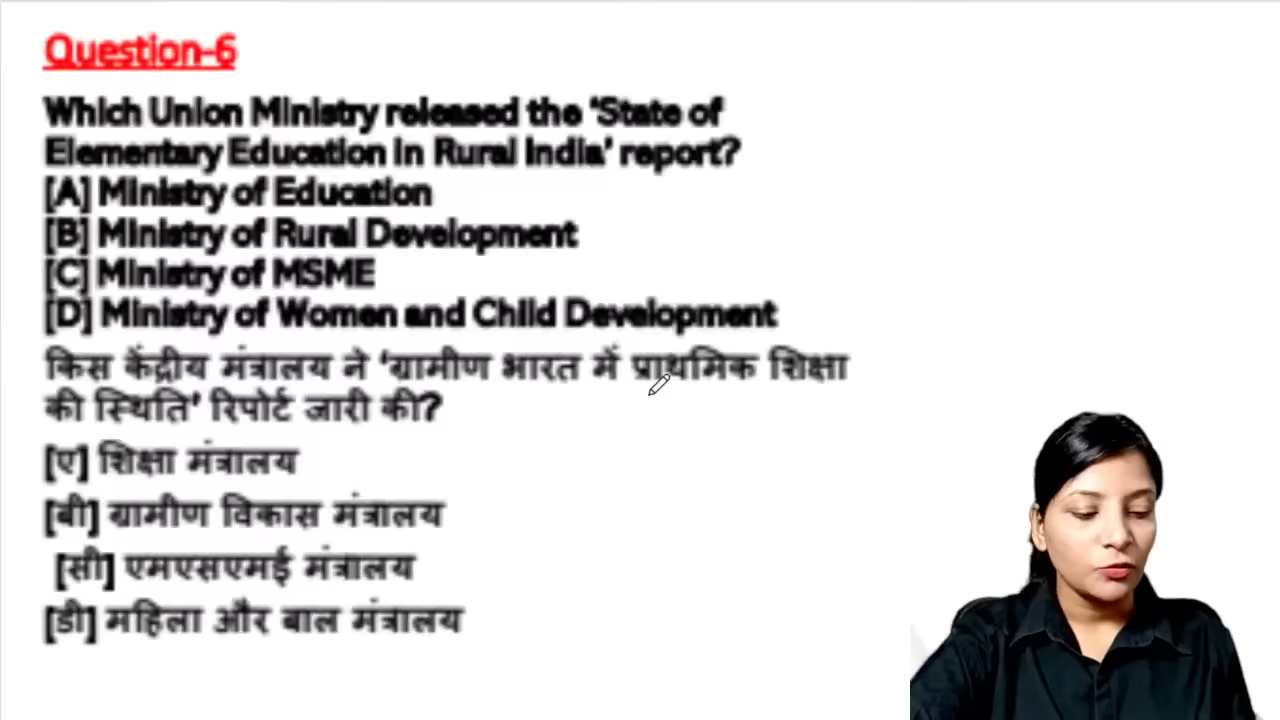 Question-6
Which Union Ministry released the ‘State of
Elementary Education in Rural India’ report?
[A] Ministry of Education
[B] Ministry of Rural Development
[C] Ministry of MSME
[D] Ministry of Women and Child Development
किस केंद्रीय मंत्रालय ने ‘ग्रामीण भारत में प्राथमिक शिक्षा
की स्थिति’ रिपोर्ट जारी की?
[ए] शिक्षा मंत्रालय
[बी] ग्रामीण विकास मंत्रालय
[सी] एमएसएमई मंत्रालय
[डी] महिला और बाल मंत्रालय